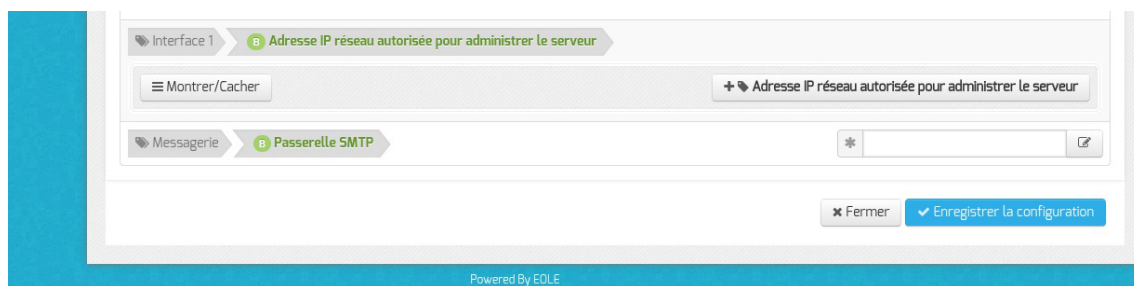 Interface 1 B Adresse IP réseau autorisée pour administrer le serveur
Montrer/Cacher + Adresse IP réseau autorisée pour administrer le serveur
Messagerie B Passerelle SMTP *
Fermer Enregistrer la configuration
Powered By EOLE